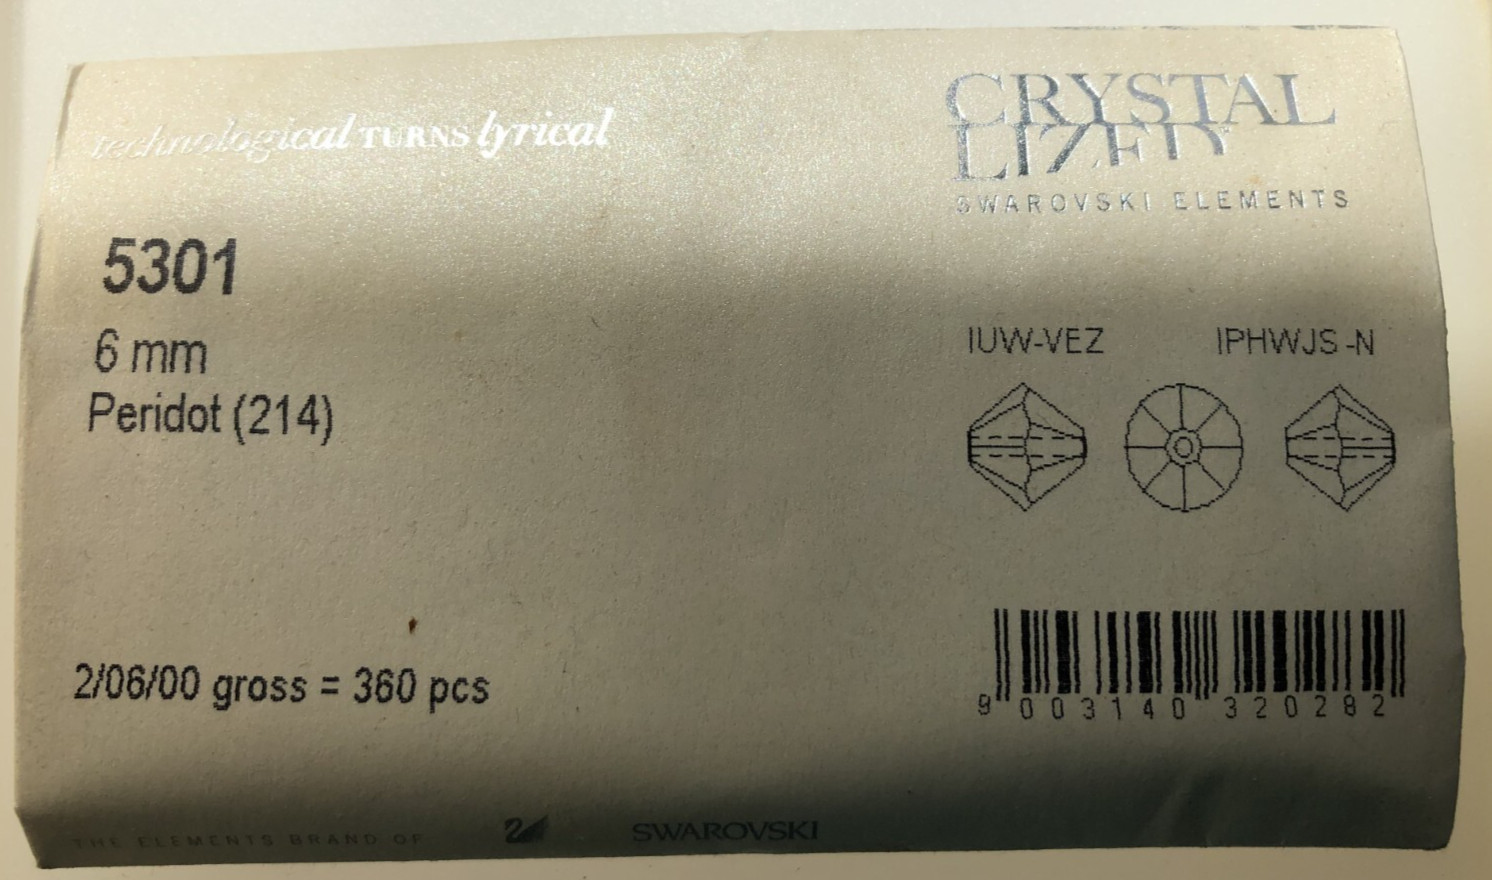 technological TURNS lyrical
CRYSTAL
LIZED™
SWAROVSKI ELEMENTS
5301
6 mm
Peridot (214)
IUW-VEZ IPHWJS-N
2/06/00 gross = 360 pcs
9 003140 320282
THE ELEMENTS BRAND OF SWAROVSKI